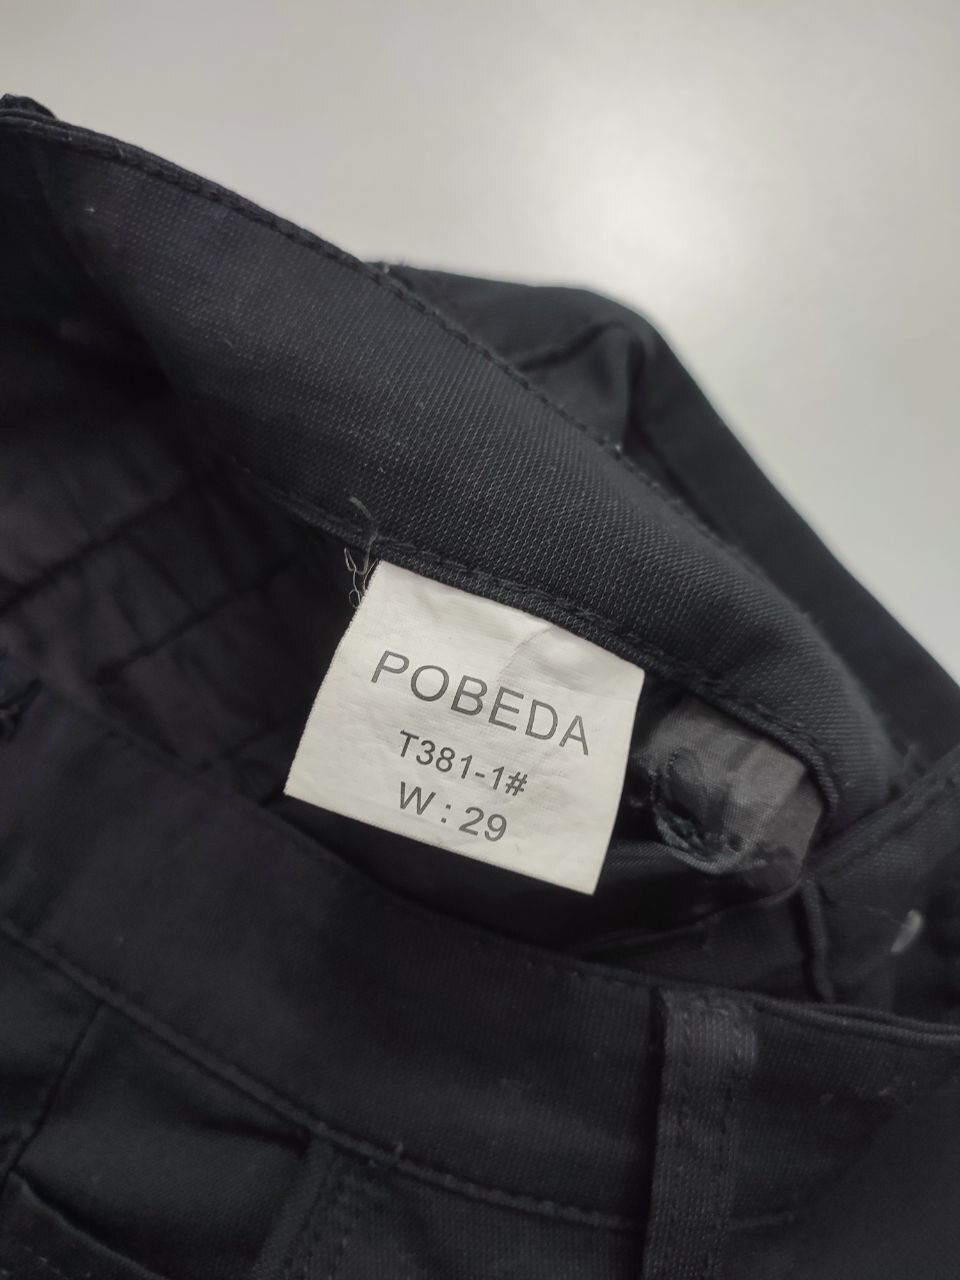 POBEDA
T381-1#
W : 29